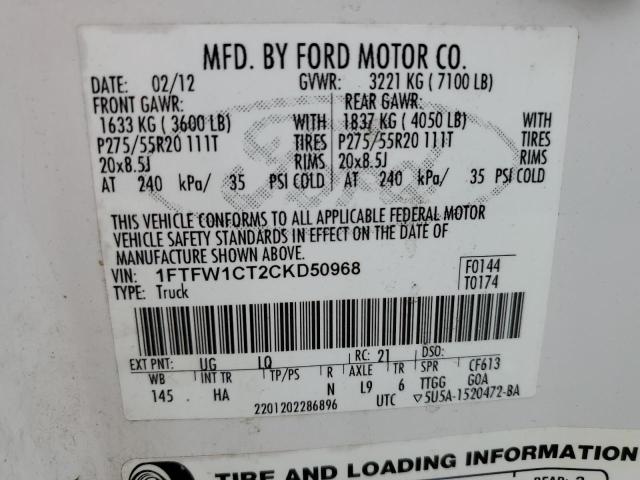 MFD. BY FORD MOTOR CO.
DATE: 02/12 GVWR: 3221 KG ( 7100 LB)
FRONT GAWR: REAR GAWR:
1633 KG ( 3600 LB) WITH 1837 KG ( 4050 LB) WITH
P275/55R20 111T TIRES P275/55R20 111T TIRES
20x8.5J RIMS 20x8.5J RIMS
AT 240 kPa/ 35 PSI COLD AT 240 kPa/ 35 PSI COLD
THIS VEHICLE CONFORMS TO ALL APPLICABLE FEDERAL MOTOR
VEHICLE SAFETY STANDARDS IN EFFECT ON THE DATE OF
MANUFACTURE SHOWN ABOVE.
VIN: 1FTFW1CT2CKD50968 F0144
TYPE: Truck T0174
EXT PNT: UG LQ RC: 21 DSO: CF613
WB INT TR TP/PS R AXLE TR SPR
145 HA N L9 6 TTGG G0A
2201202286896 UTC ▽5U5A-1520472-BA
TIRE AND LOADING INFORMATION